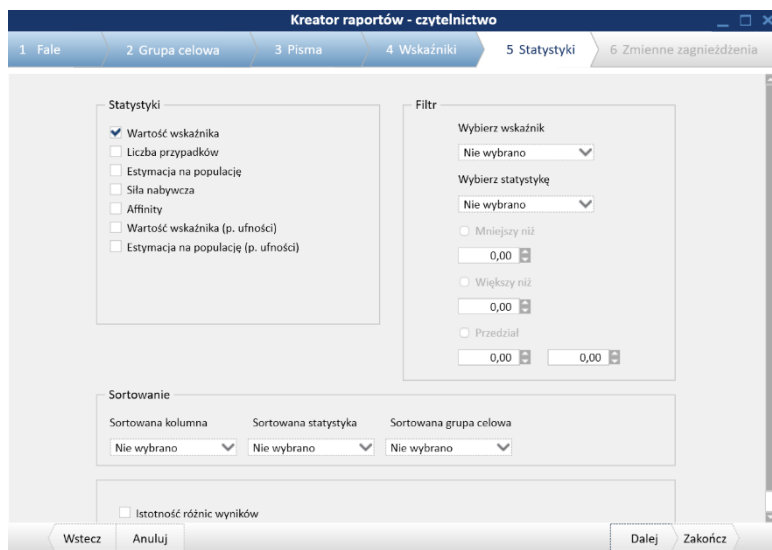 Kreator raportów - czytelnictwo
1 Fale
2 Grupa celowa
3 Pisma
4 Wskaźniki
5 Statystyki
6 Zmienne zagnieżdżenia
Statystyki
Wartość wskaźnika
Liczba przypadków
Estymacja na populację
Siła nabywcza
Affinity
Wartość wskaźnika (p. ufności)
Estymacja na populację (p. ufności)
Filtr
Wybierz wskaźnik
Nie wybrano
Wybierz statystykę
Nie wybrano
Mniejszy niż
0,00
Większy niż
0,00
Przedział
0,00 0,00
Sortowanie
Sortowana kolumna Sortowana statystyka Sortowana grupa celowa
Nie wybrano Nie wybrano Nie wybrano
Istotność różnic wyników
Wstecz Anuluj Dalej Zakończ